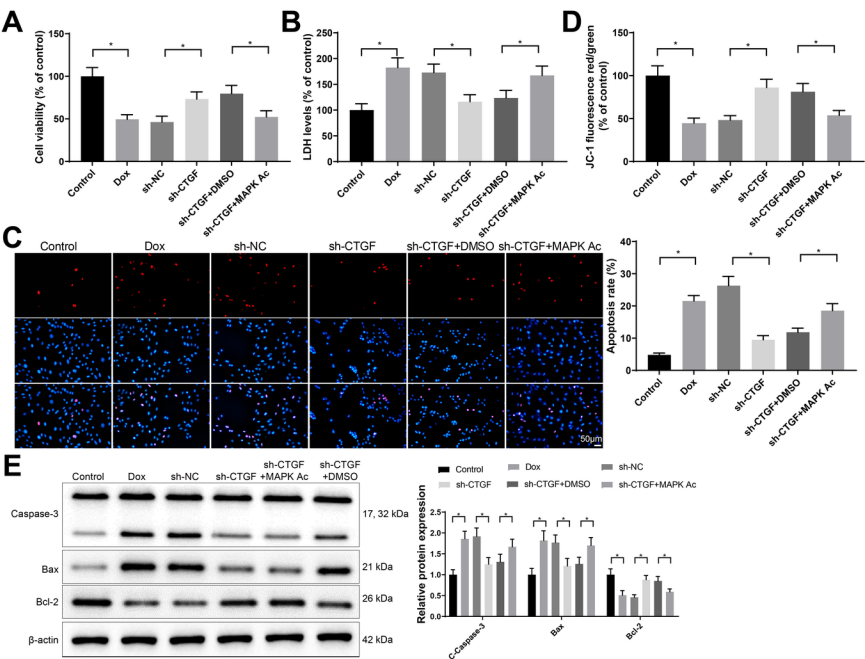 A
Cell viability (% of control)
150
100
50
0
Control
Dox
sh-NC
sh-CTGF
sh-CTGF+DMSO
sh-CTGF+MAPK Ac
*
*
*
B
LDH levels (% of control)
250
200
150
100
50
0
Control
Dox
sh-NC
sh-CTGF
sh-CTGF+DMSO
sh-CTGF+MAPK Ac
*
*
*
D
JC-1 fluorescence red/green
(% of control)
150
100
50
0
Control
Dox
sh-NC
sh-CTGF
sh-CTGF+DMSO
sh-CTGF+MAPK Ac
*
*
*
C
Control
Dox
sh-NC
sh-CTGF
sh-CTGF+DMSO
sh-CTGF+MAPK Ac
50μm
Apoptosis rate (%)
40
30
20
10
0
Control
Dox
sh-NC
sh-CTGF
sh-CTGF+DMSO
sh-CTGF+MAPK Ac
*
*
*
E
Control
Dox
sh-NC
sh-CTGF
sh-CTGF
+MAPK Ac
sh-CTGF
+DMSO
Caspase-3
17, 32 kDa
Bax
21 kDa
Bcl-2
26 kDa
β-actin
42 kDa
Control
Dox
sh-NC
sh-CTGF
sh-CTGF+DMSO
sh-CTGF+MAPK Ac
Relative protein expression
2.5
2.0
1.5
1.0
0.5
0.0
* * *
* * *
* * *
C-Caspase-3
Bax
Bcl-2